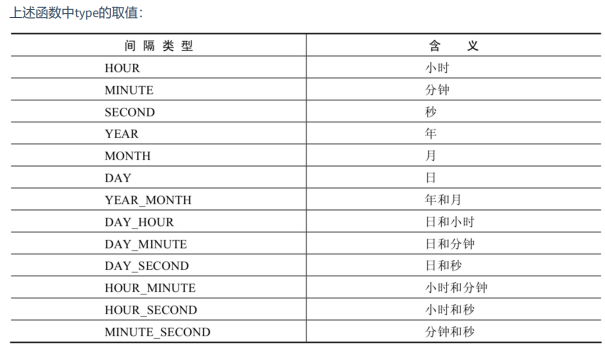 上述函数中type的取值：
间 隔 类 型 含 义
HOUR 小时
MINUTE 分钟
SECOND 秒
YEAR 年
MONTH 月
DAY 日
YEAR_MONTH 年和月
DAY_HOUR 日和小时
DAY_MINUTE 日和分钟
DAY_SECOND 日和秒
HOUR_MINUTE 小时和分钟
HOUR_SECOND 小时和秒
MINUTE_SECOND 分钟和秒